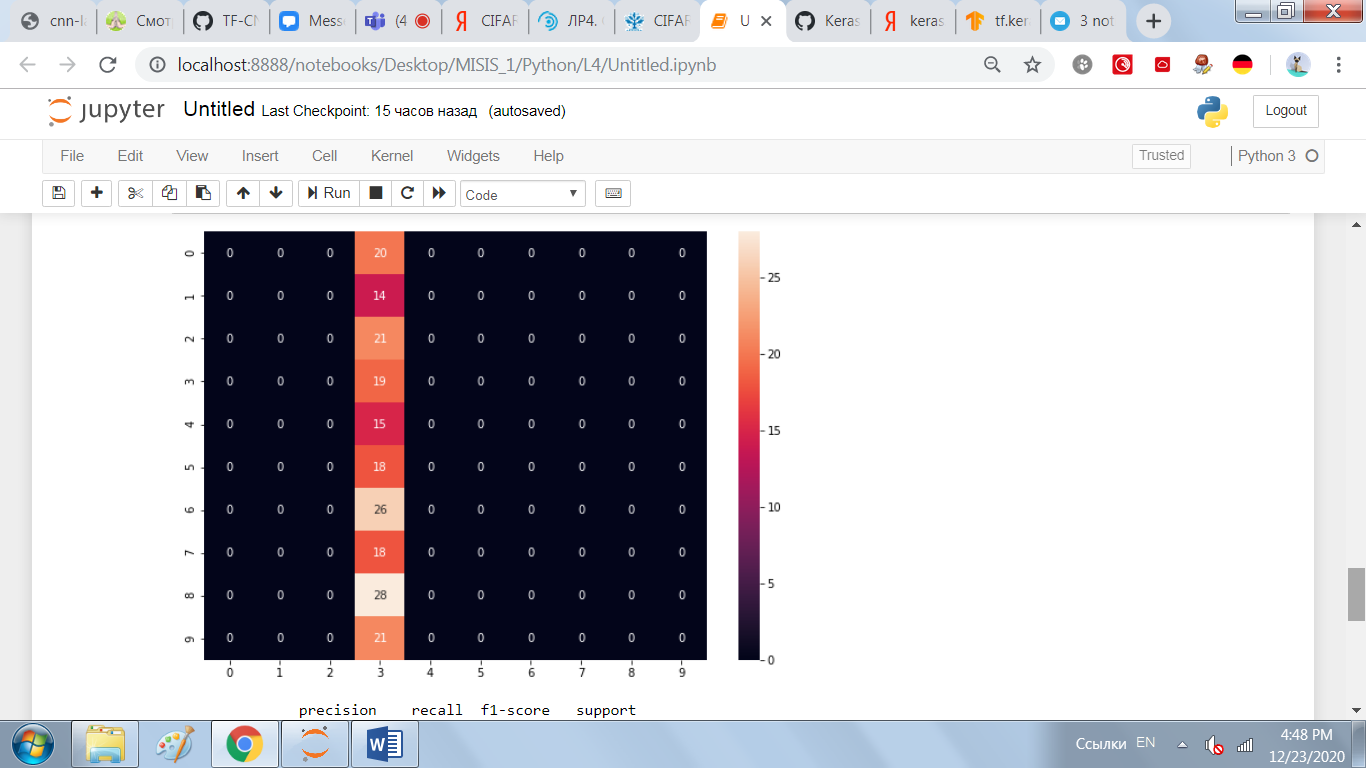 cnn-l
Смот
TF-CN
Mess
(4
CIFAR
ЛР4.
CIFAR
U
Keras
keras
tf.ker
3 not
localhost:8888/notebooks/Desktop/MISIS_1/Python/L4/Untitled.ipynb
jupyter Untitled Last Checkpoint: 15 часов назад (autosaved) Logout
File Edit View Insert Cell Kernel Widgets Help Trusted Python 3
Run Code
0 0 0 0 20 0 0 0 0 0 0
1 0 0 0 14 0 0 0 0 0 0
2 0 0 0 21 0 0 0 0 0 0
3 0 0 0 19 0 0 0 0 0 0
4 0 0 0 15 0 0 0 0 0 0
5 0 0 0 18 0 0 0 0 0 0
6 0 0 0 26 0 0 0 0 0 0
7 0 0 0 18 0 0 0 0 0 0
8 0 0 0 28 0 0 0 0 0 0
9 0 0 0 21 0 0 0 0 0 0
0 1 2 3 4 5 6 7 8 9
25
20
15
10
5
0
precision recall f1-score support
Ссылки EN
4:48 PM
12/23/2020